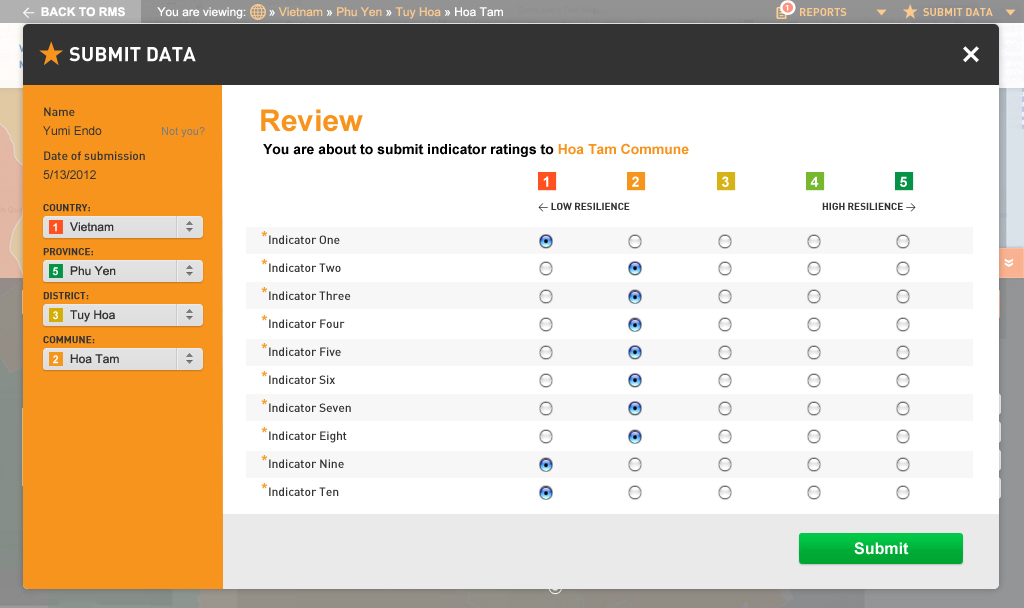 ← BACK TO RMS
You are viewing: » Vietnam » Phu Yen » Tuy Hoa » Hoa Tam
1 REPORTS
SUBMIT DATA
SUBMIT DATA
Name
Yumi Endo Not you?
Date of submission
5/13/2012
COUNTRY:
1 Vietnam
PROVINCE:
5 Phu Yen
DISTRICT:
3 Tuy Hoa
COMMUNE:
2 Hoa Tam
Review
You are about to submit indicator ratings to Hoa Tam Commune
1 2 3 4 5
← LOW RESILIENCE HIGH RESILIENCE →
*Indicator One
*Indicator Two
*Indicator Three
*Indicator Four
*Indicator Five
*Indicator Six
*Indicator Seven
*Indicator Eight
*Indicator Nine
*Indicator Ten
Submit